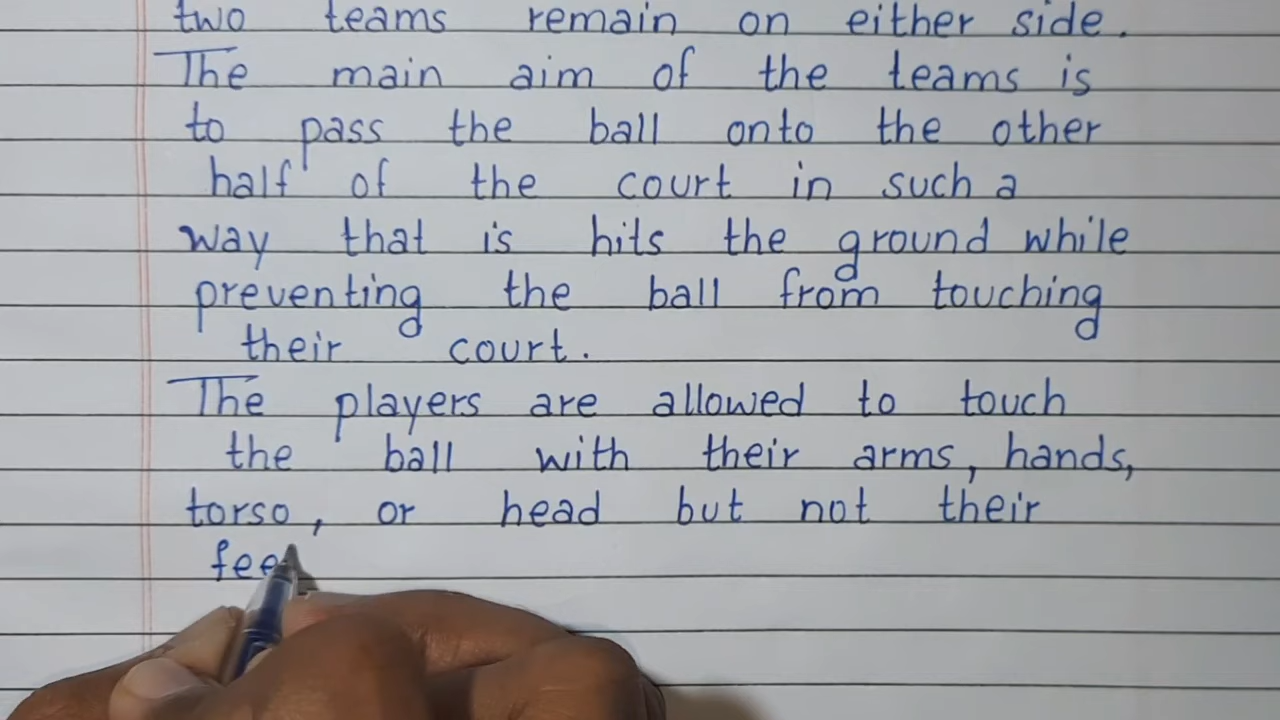 two teams remain on either side.
The main aim of the teams is
to pass the ball onto the other
half of the court in such a
way that is hits the ground while
preventing the ball from touching
their court.
The players are allowed to touch
the ball with their arms, hands,
torso, or head but not their
fee